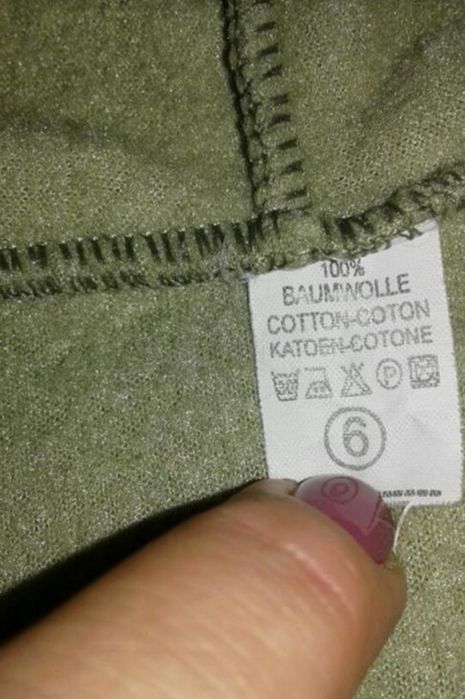 100%
BAUMWOLLE
COTTON-COTON
KATOEN-COTONE
P
6